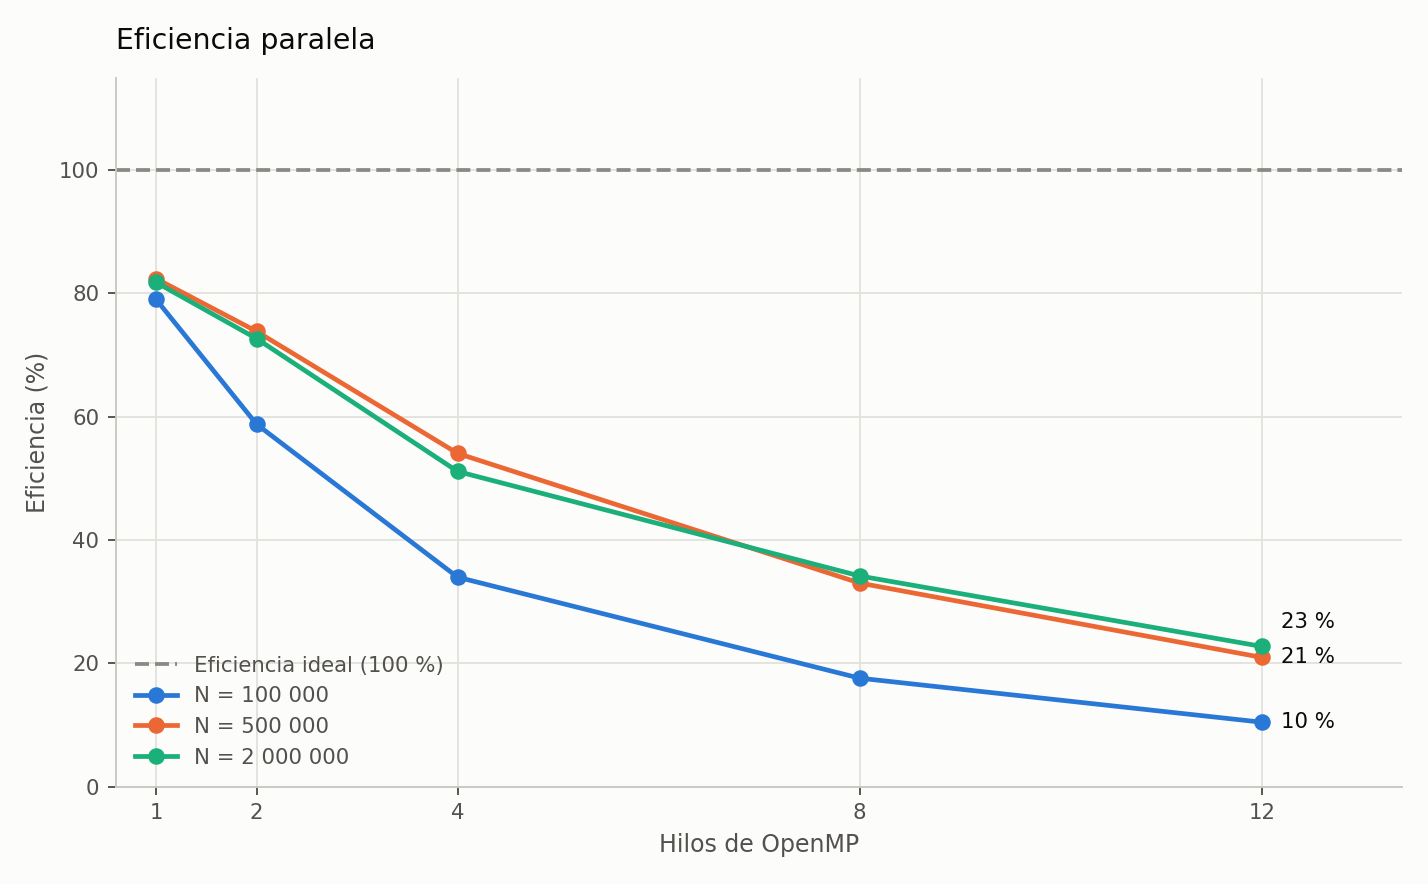 Eficiencia paralela
Eficiencia (%)
100
80
60
40
20
0
23 %
21 %
10 %
Eficiencia ideal (100 %)
N = 100 000
N = 500 000
N = 2 000 000
1 2 4 8 12
Hilos de OpenMP